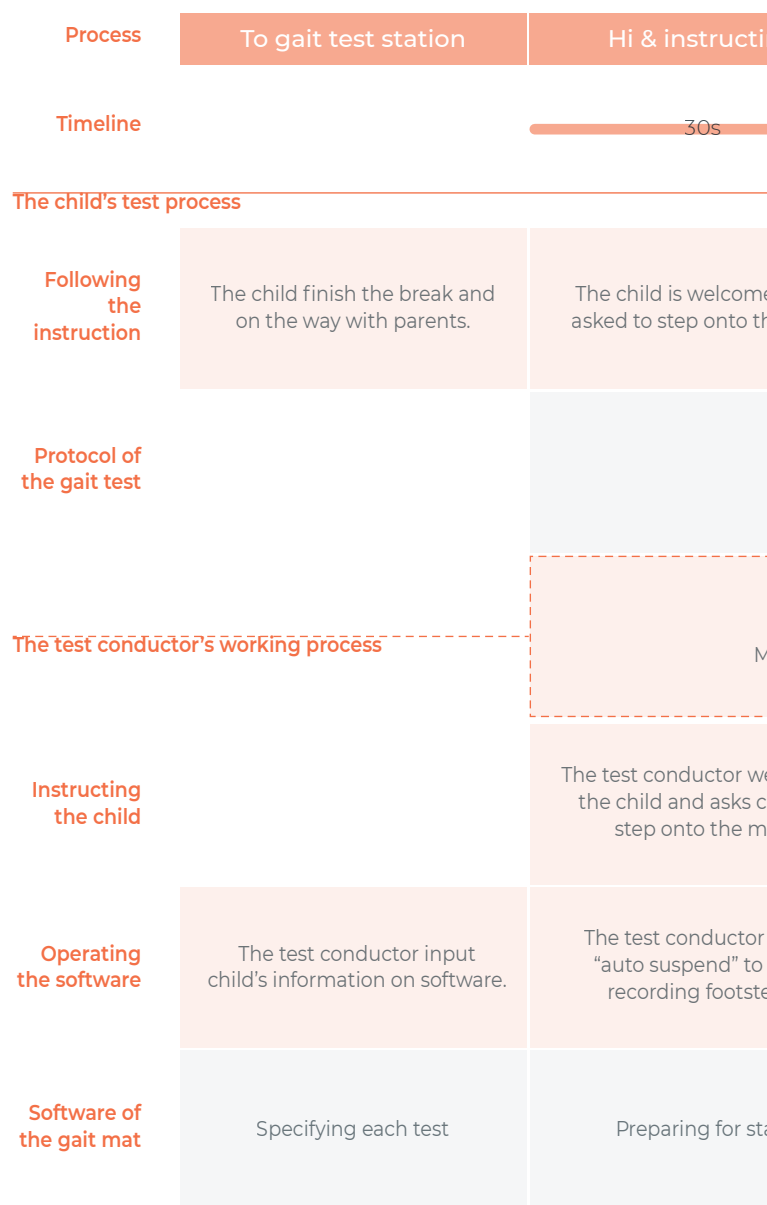 Process
To gait test station
Hi & instructi
Timeline
30s
The child's test process
Following
the
instruction
The child finish the break and
on the way with parents.
The child is welcome
asked to step onto th
Protocol of
the gait test
The test conductor's working process
M
Instructing
the child
The test conductor we
the child and asks c
step onto the m
Operating
the software
The test conductor input
child's information on software.
The test conductor
“auto suspend” to
recording footste
Software of
the gait mat
Specifying each test
Preparing for sta